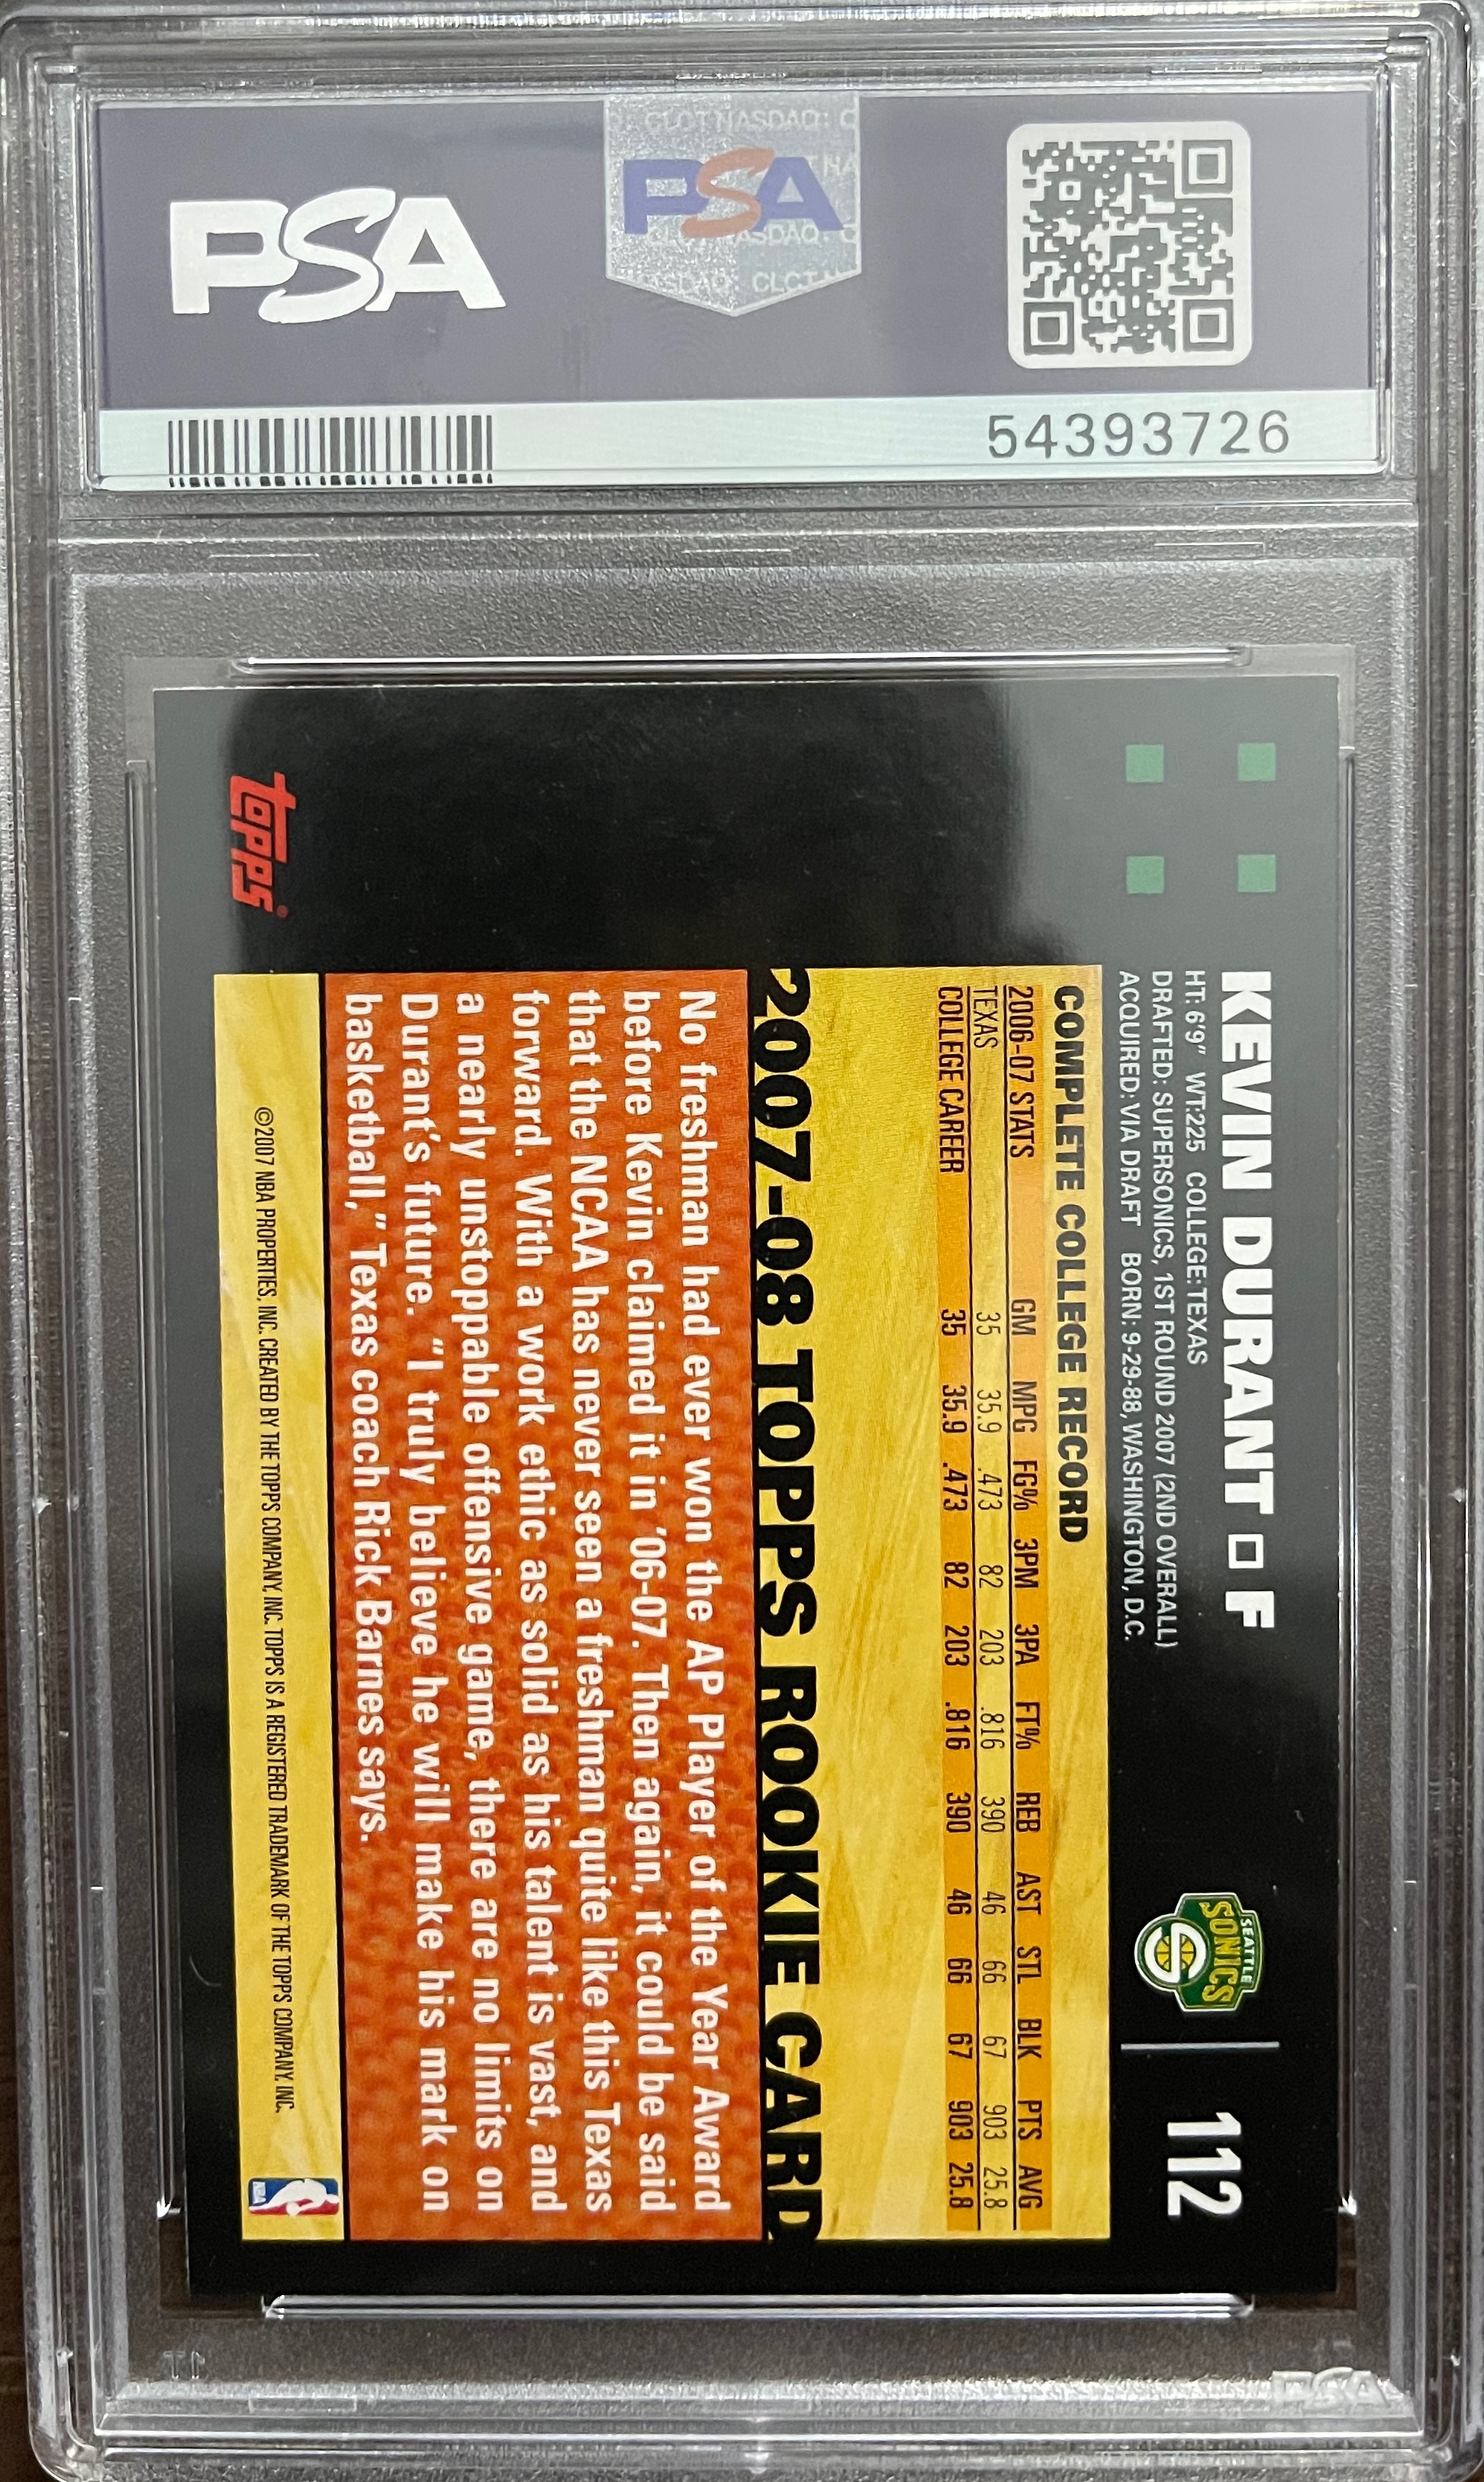 PSA
PSA
CLCT NASDAQ: C
54393726
KEVIN DURANT F
HT: 6'9" WT:225 COLLEGE:TEXAS
DRAFTED: SUPERSONICS, 1ST ROUND 2007 (2ND OVERALL)
ACQUIRED: VIA DRAFT BORN: 9-29-88, WASHINGTON, D.C.
SEATTLE
SONICS
112
COMPLETE COLLEGE RECORD
2006-07 STATS GM MPG FG% 3PM 3PA FT% REB AST STL BLK PTS AVG
TEXAS 35 35.9 .473 82 203 .816 390 46 66 67 903 25.8
COLLEGE CAREER 35 35.9 .473 82 203 .816 390 46 66 67 903 25.8
2007-08 TOPPS ROOKIE CARD
No freshman had ever won the AP Player of the Year Award
before Kevin claimed it in '06-07. Then again, it could be said
that the NCAA has never seen a freshman quite like this Texas
forward. With a work ethic as solid as his talent is vast, and
a nearly unstoppable offensive game, there are no limits on
Durant's future. "I truly believe he will make his mark on
basketball," Texas coach Rick Barnes says.
©2007 NBA PROPERTIES, INC. CREATED BY THE TOPPS COMPANY, INC. TOPPS IS A REGISTERED TRADEMARK OF THE TOPPS COMPANY, INC.
NBA
Topps®
PSA